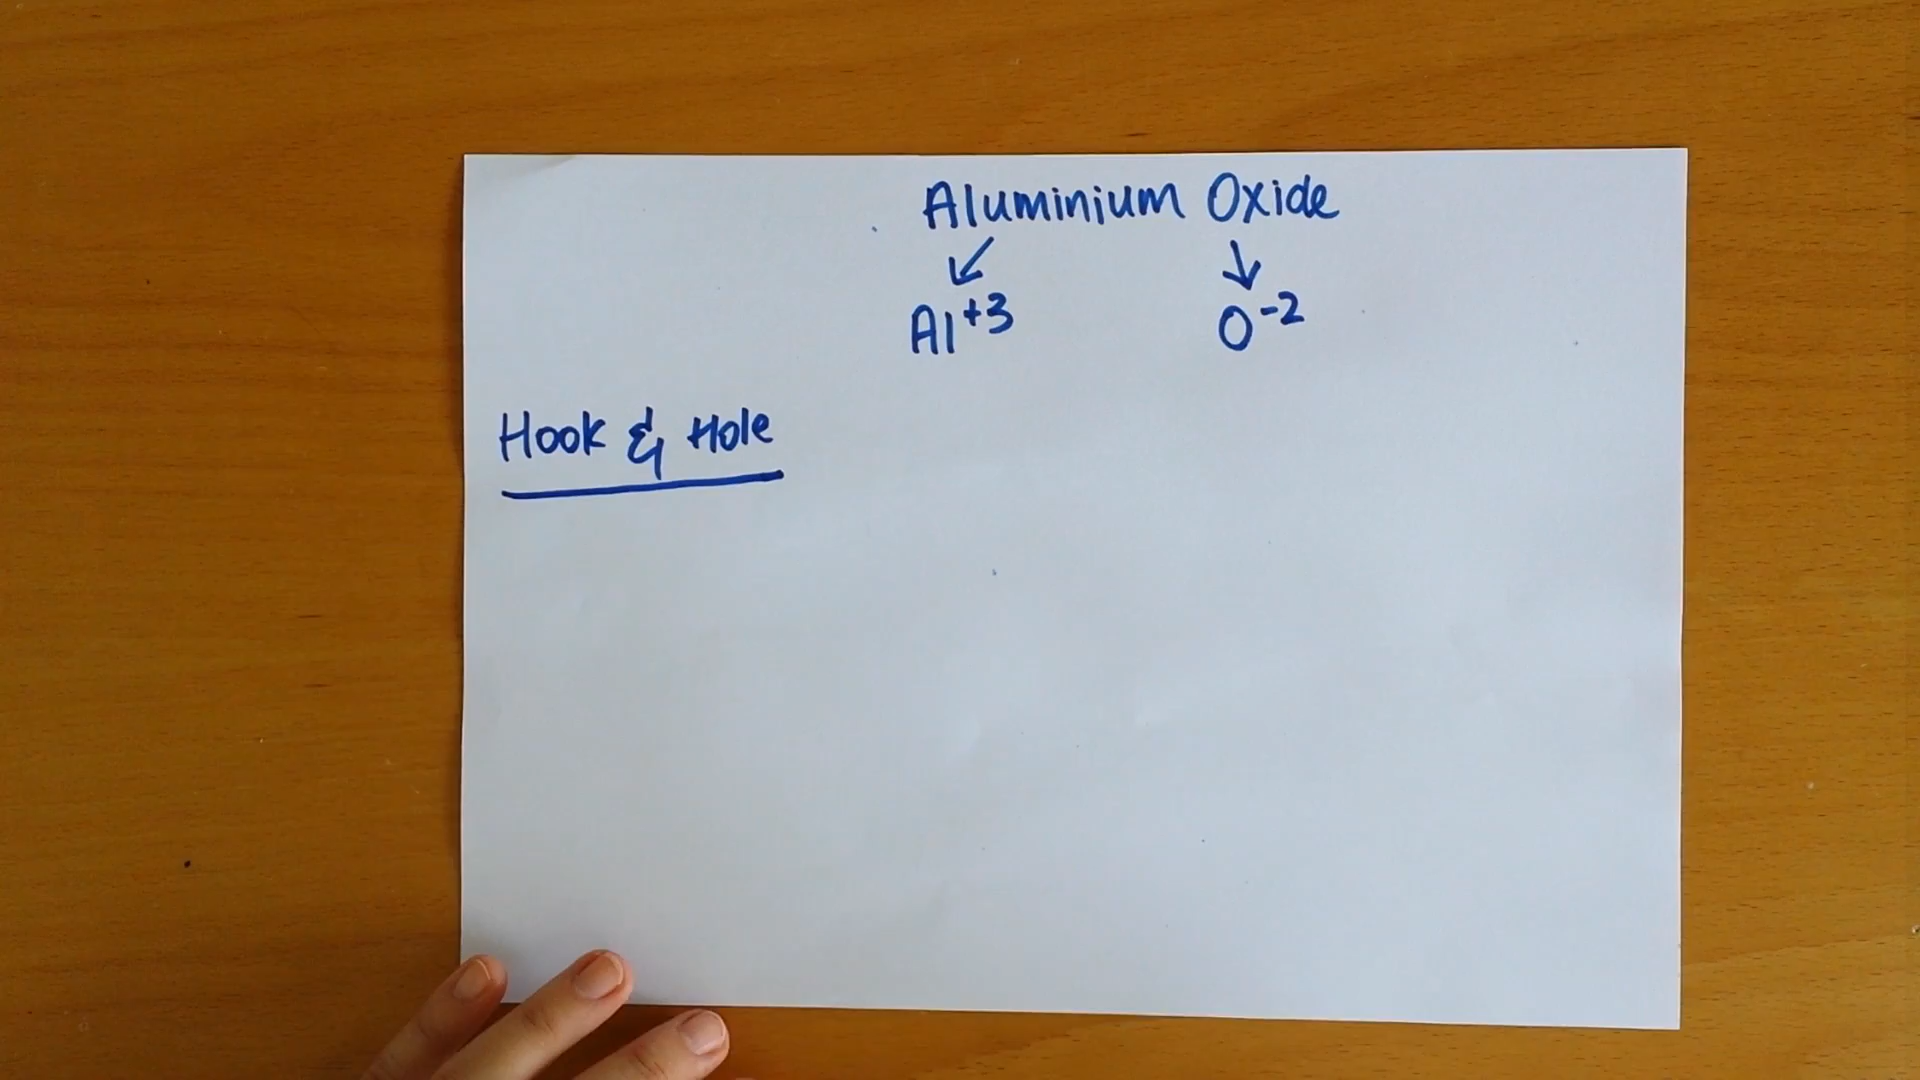 Aluminium Oxide
↙ ↓
Al⁺³ O⁻²
Hook & Hole